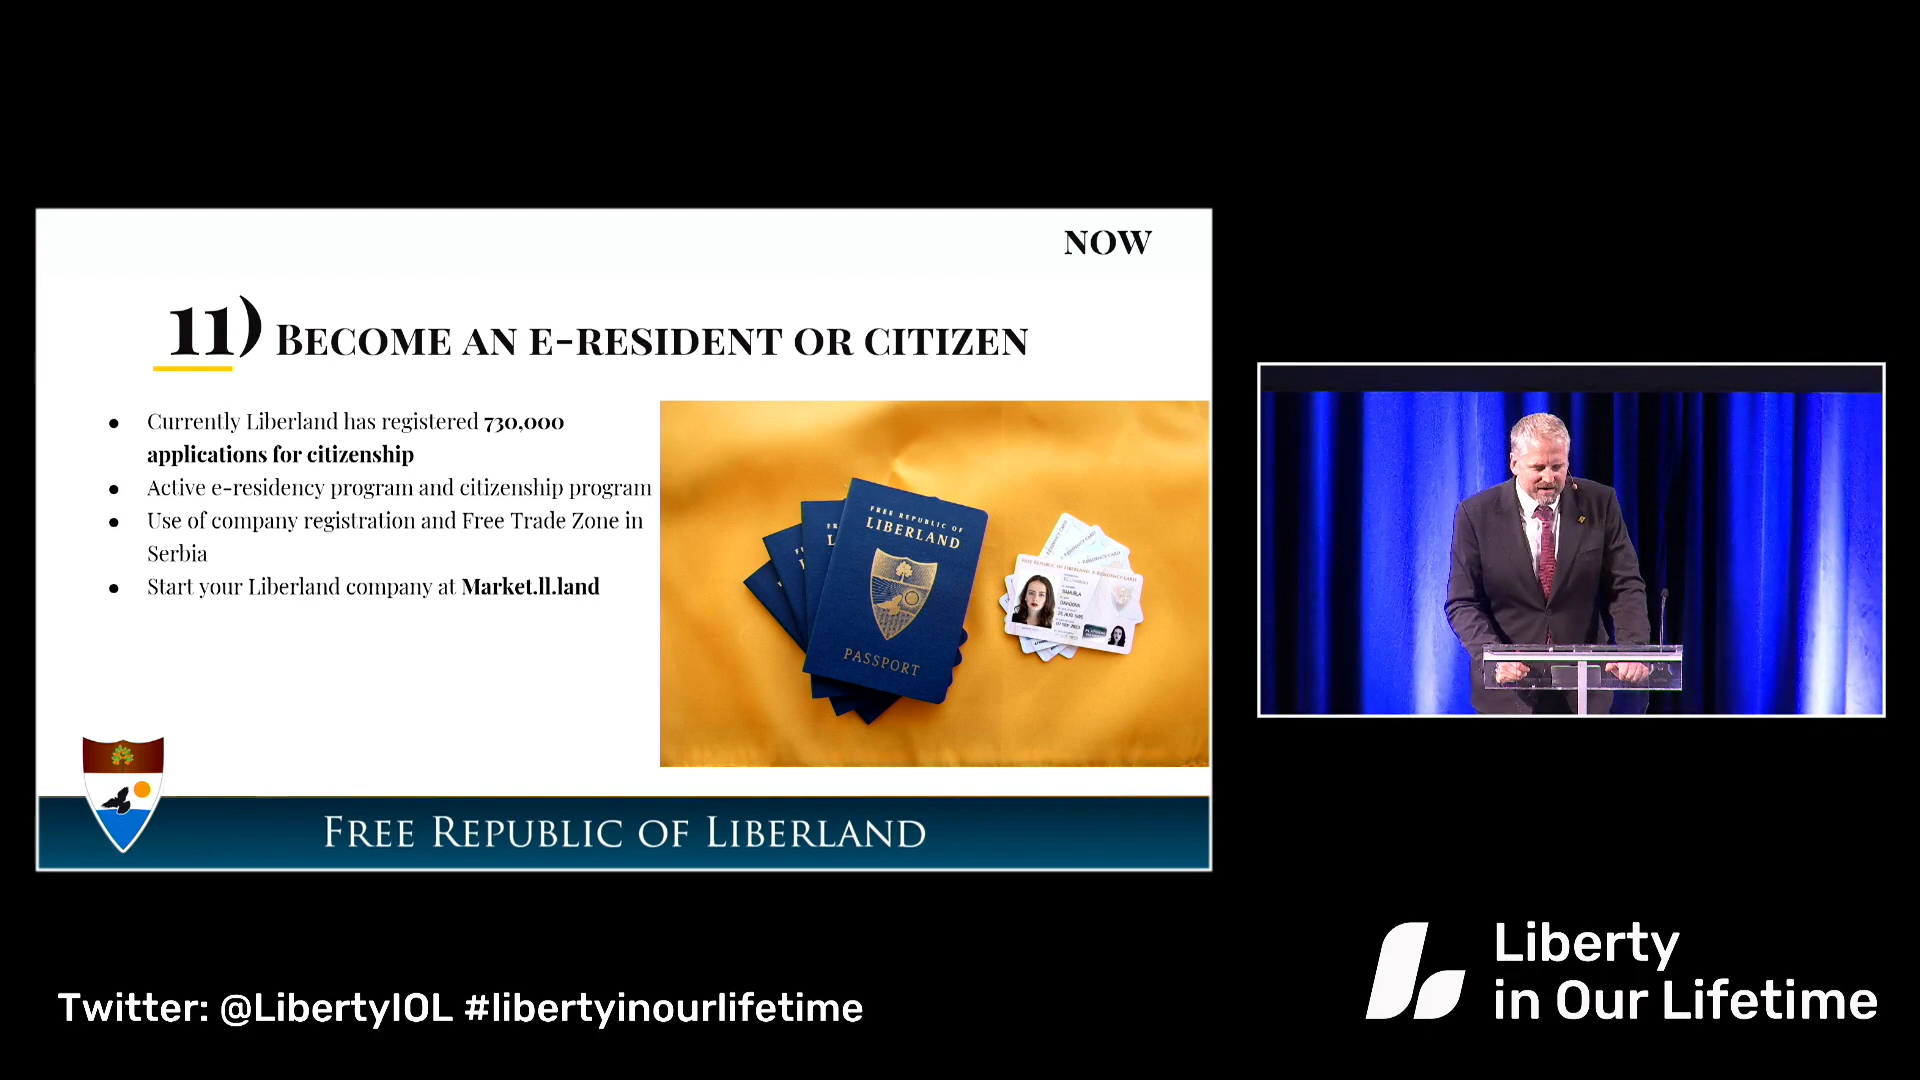 NOW
11) Become an e-resident or citizen
Currently Liberland has registered 730,000
applications for citizenship
Active e-residency program and citizenship program
Use of company registration and Free Trade Zone in
Serbia
Start your Liberland company at Market.ll.land
FREE REPUBLIC OF
LIBERLAND
PASSPORT
Free Republic of Liberland
Twitter: @LibertyIOL #libertyinourlifetime
Liberty
in Our Lifetime